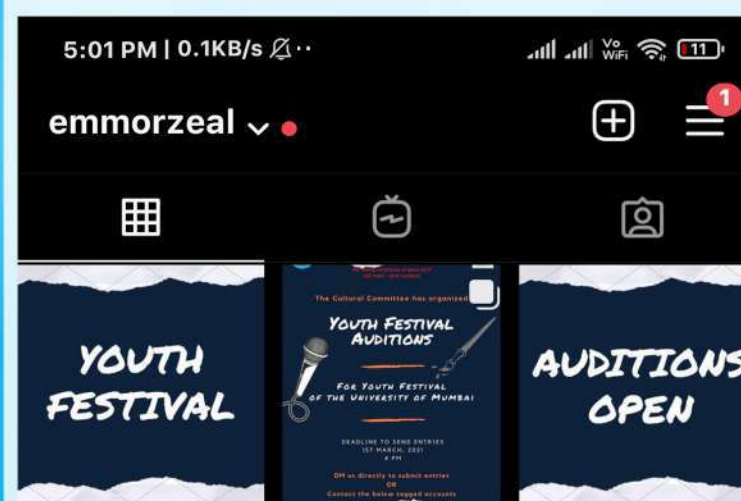 5:01 PM | 0.1KB/s
Vo
WiFi
11
emmorzeal
1
YOUTH
FESTIVAL
The Cultural Committee has organized
YOUTH FESTIVAL
AUDITIONS
FOR YOUTH FESTIVAL
OF THE UNIVERSITY OF MUMBAI
DEADLINE TO SEND ENTRIES
1ST MARCH, 2021
4 PM
DM us directly to submit entries
OR
Contact the below tagged accounts
AUDITIONS
OPEN